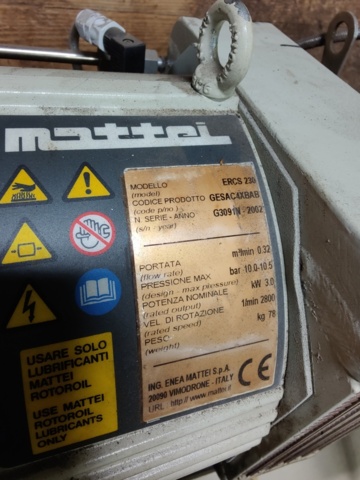 mattei
MODELLO ERCS 230
(model)
CODICE PRODOTTO GESAC4XBAB
(code p/no.)
N. SERIE - ANNO - 2002
(s/n - year)
PORTATA m³/min 0.32
(flow rate)
PRESSIONE MAX bar 10.0-10.5
(design - max pressure)
POTENZA NOMINALE kW 3.0
(rated output)
VEL. DI ROTAZIONE 1/min 2800
(rated speed)
PESO kg 78
(weight)
ING. ENEA MATTEI S.p.A.
20090 VIMODRONE - ITALY
URL http:// www.mattei.it
CE
USARE SOLO
LUBRIFICANTI
MATTEI
ROTOROIL
USE MATTEI
ROTOROIL
LUBRICANTS
ONLY